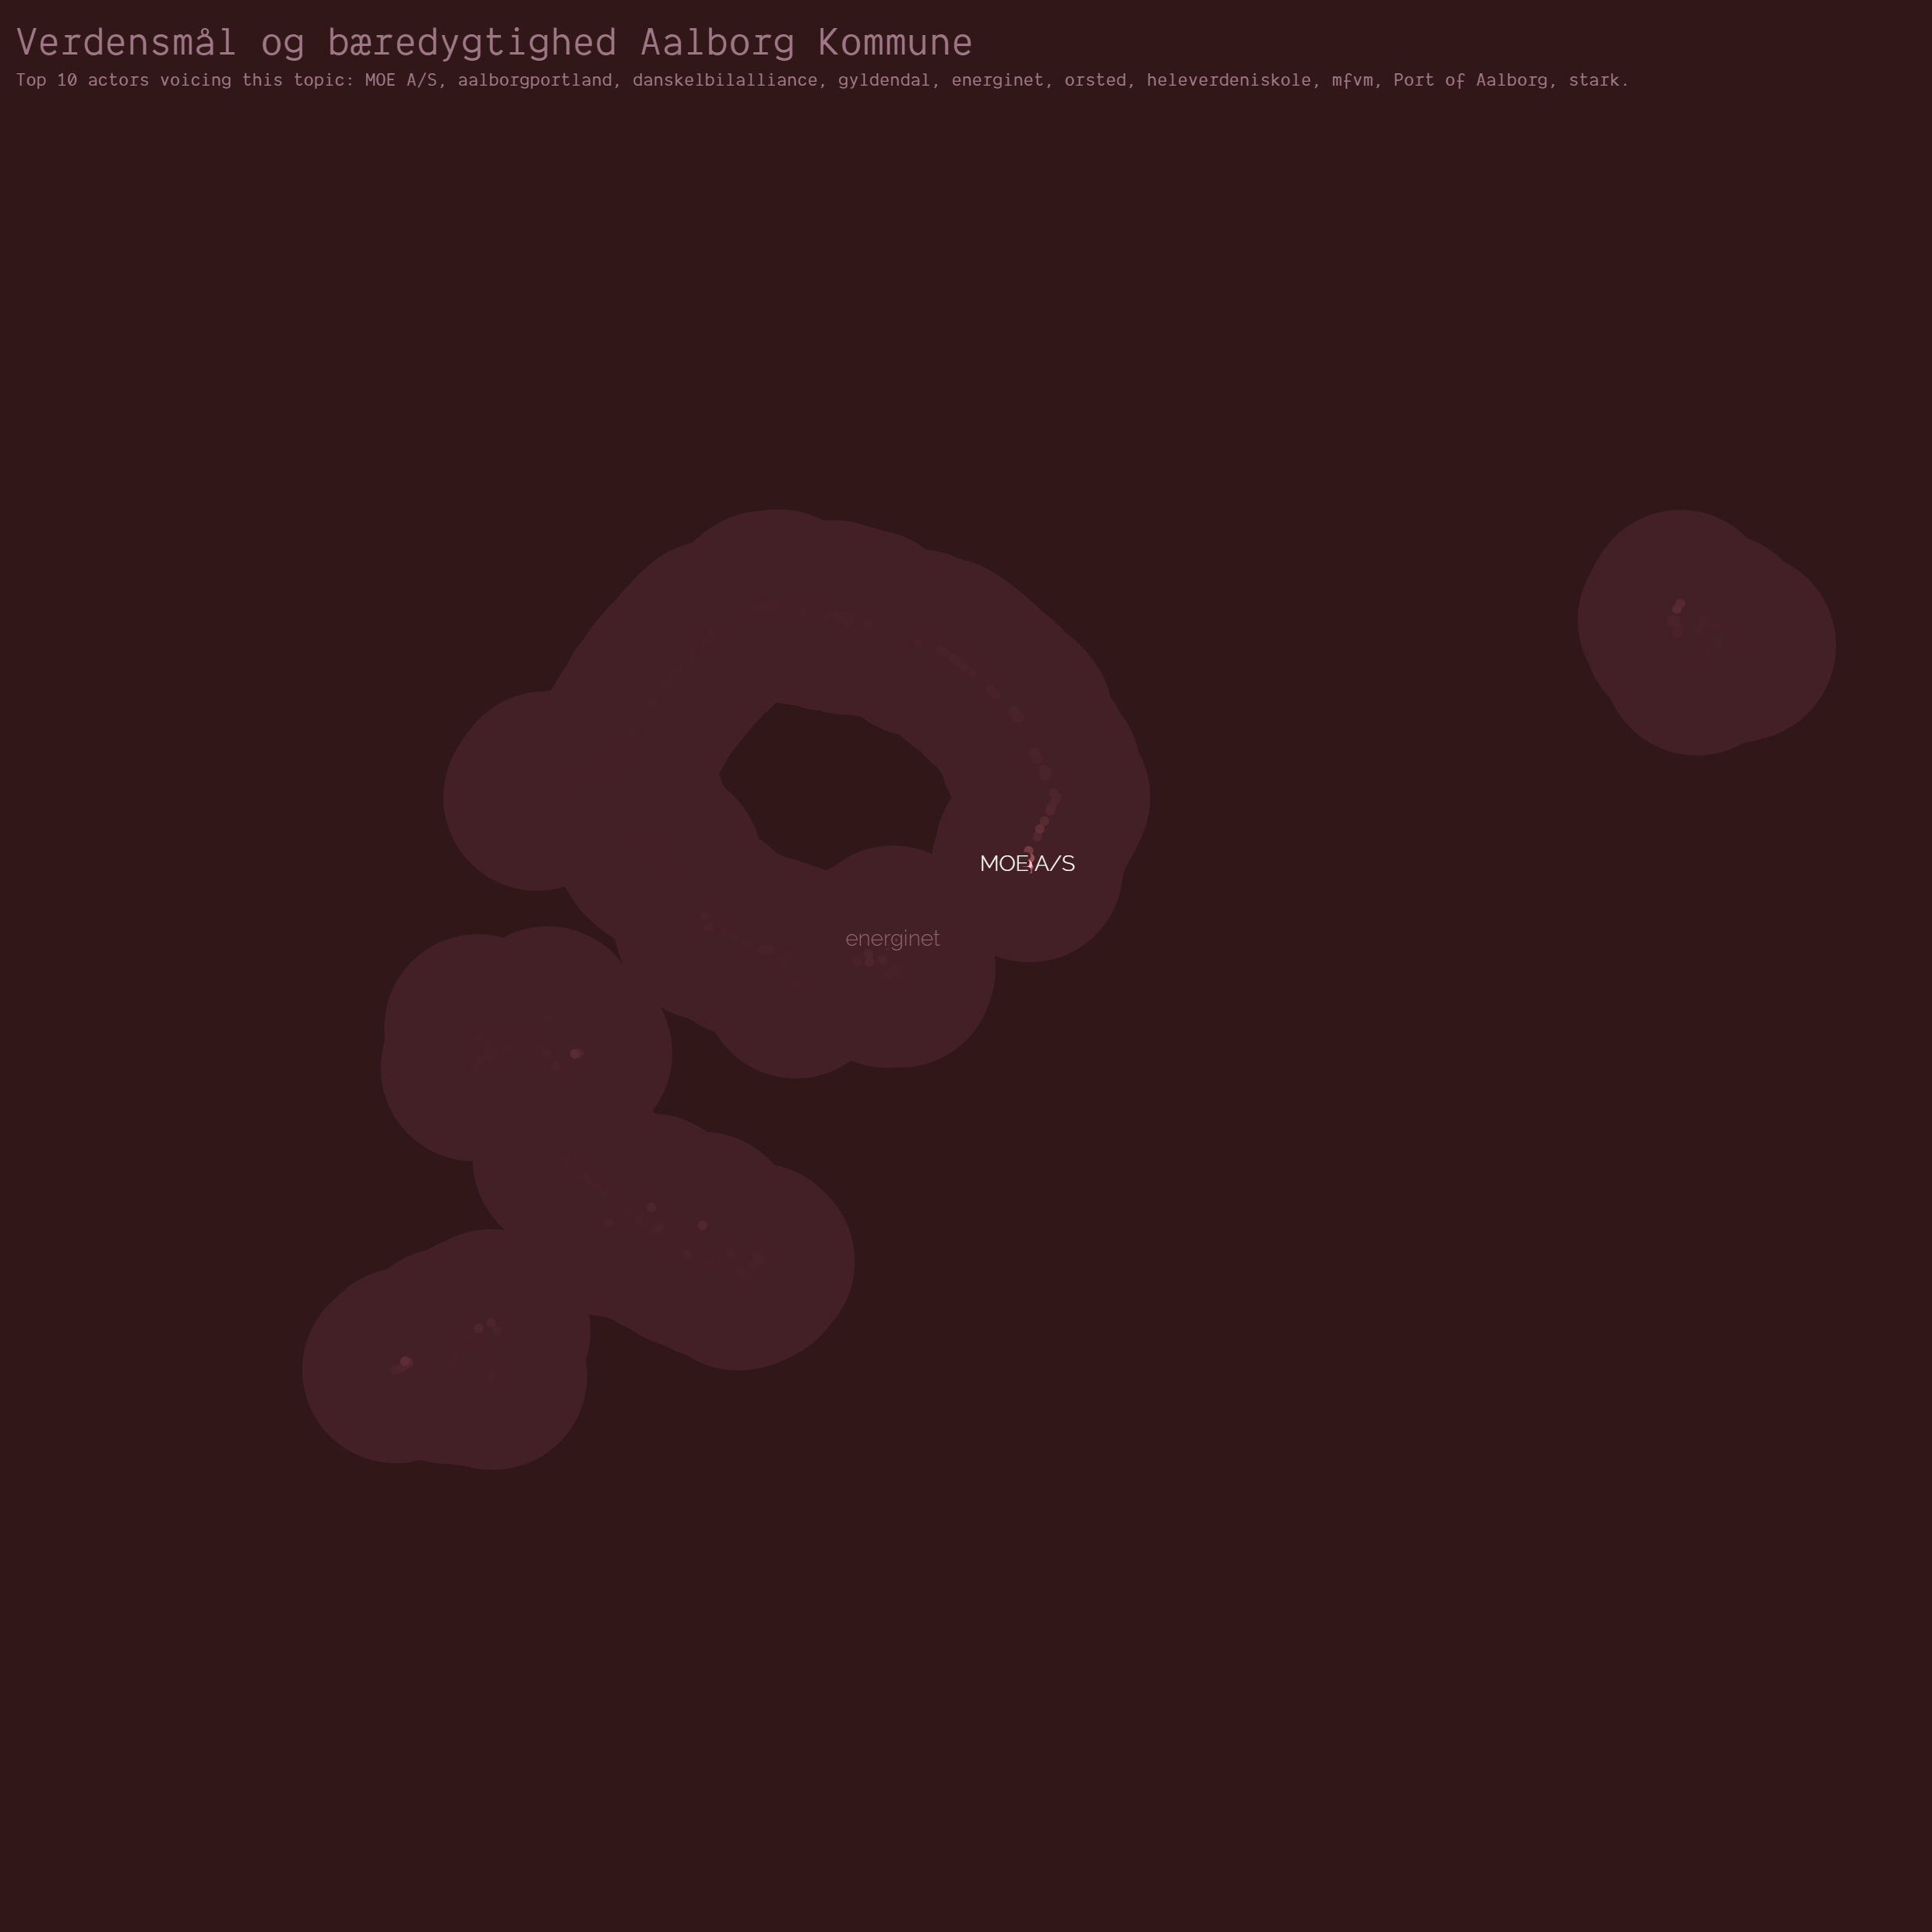 Verdensmål og bæredygtighed Aalborg Kommune
Top 10 actors voicing this topic: MOE A/S, aalborgportland, danskelbilalliance, gyldendal, energinet, orsted, heleverdeniskole, mfvm, Port of Aalborg, stark.
MOE A/S
energinet